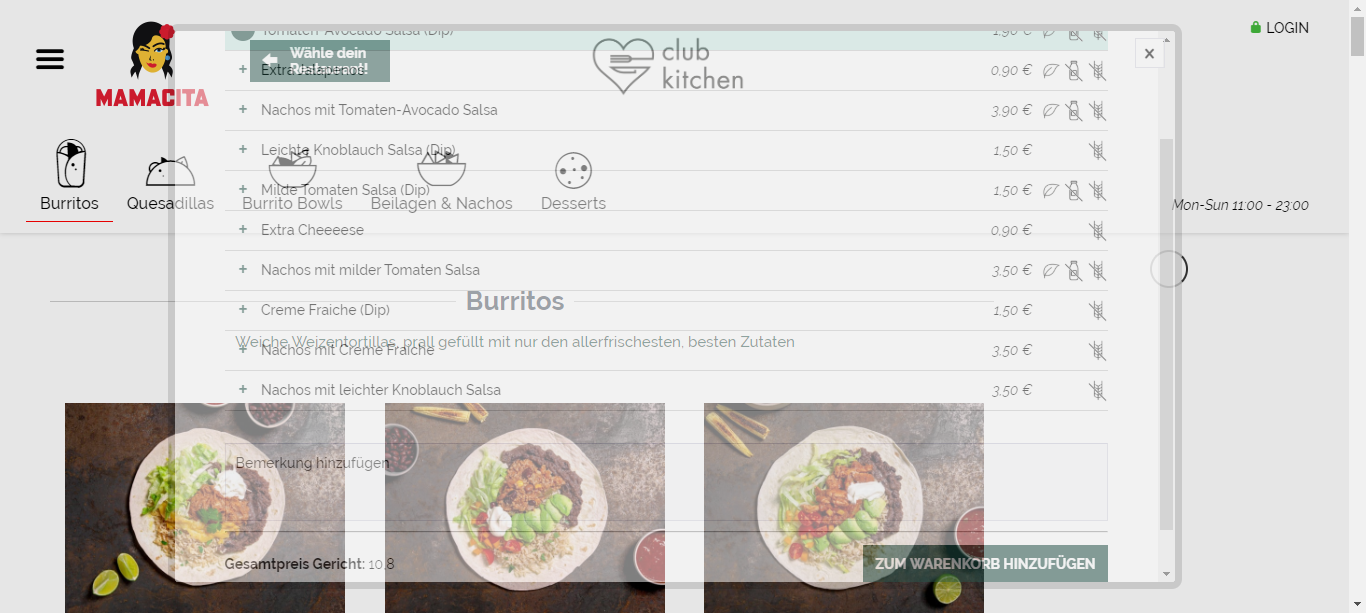 LOGIN
Tomaten-Avocado Salsa (Dip) 1,90 €
Wähle dein
Restaurant!
club
kitchen
x
+ Extra Jalapenos 0,90 €
MAMACITA
+ Nachos mit Tomaten-Avocado Salsa 3,90 €
+ Leichte Knoblauch Salsa (Dip) 1,50 €
+ Milde Tomaten Salsa (Dip) 1,50 €
Burritos
Quesadillas
Burrito Bowls
Beilagen & Nachos
Desserts
Mon-Sun 11:00 - 23:00
+ Extra Cheeeese 0,90 €
+ Nachos mit milder Tomaten Salsa 3,50 €
Burritos
+ Creme Fraiche (Dip) 1,50 €
Weiche Weizentortillas, prall gefüllt mit nur den allerfrischesten, besten Zutaten
+ Nachos mit Creme Fraiche 3,50 €
+ Nachos mit leichter Knoblauch Salsa 3,50 €
Bemerkung hinzufügen
Gesamtpreis Gericht: 10.8
ZUM WARENKORB HINZUFÜGEN